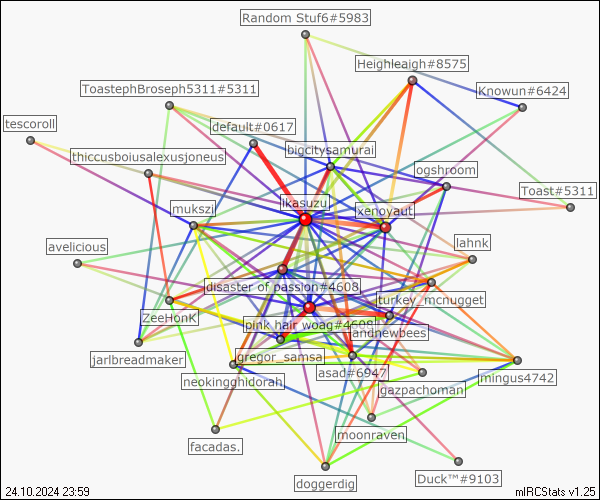 Random Stuf6#5983
Heighleaigh#8575
ToastephBroseph5311#5311
Knowun#6424
tescoroll
default#0617
bigcitysamurai
thiccusboiusalexusjoneus
ogshroom
Toast#5311
Ikasuzu
mukszi
xenoyaut
avelicious
lahnk
disaster of passion#4608
turkey_mcnugget
ZeeHonK
pink hair woag#4609
landnewbees
jarlbreadmaker
gregor_samsa
asad#6947
mingus4742
neokingghidorah
gazpachoman
facadas.
moonraven
doggerdig
Duck™#9103
24.10.2024 23:59
mIRCStats v1.25